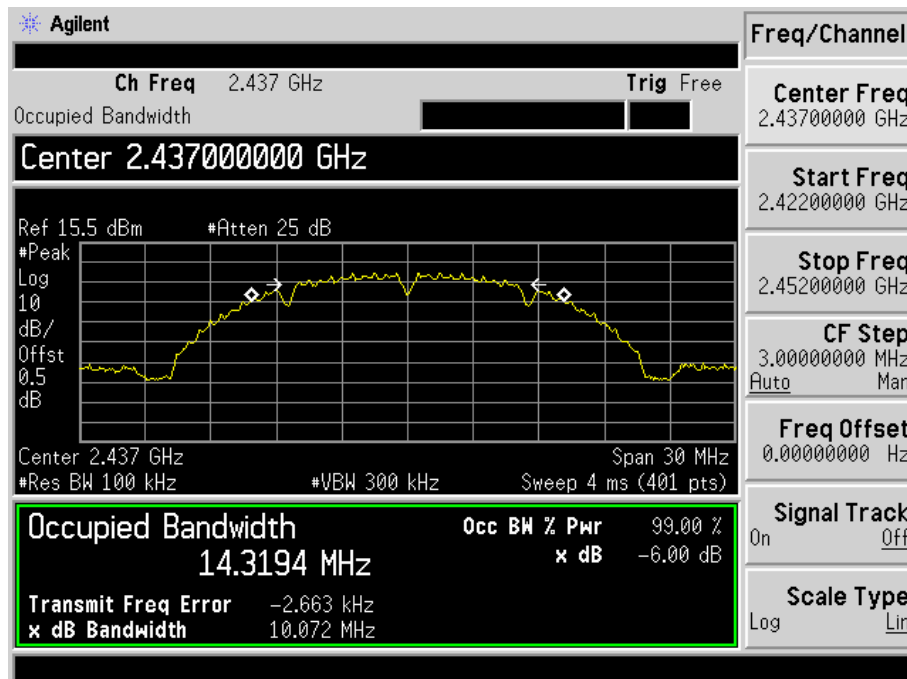 Agilent
Freq/Channel
Ch Freq 2.437 GHz Trig Free
Occupied Bandwidth
Center 2.437000000 GHz
Ref 15.5 dBm #Atten 25 dB
#Peak
Log
10
dB/
Offst
0.5
dB
Center 2.437 GHz Span 30 MHz
#Res BW 100 kHz #VBW 300 kHz Sweep 4 ms (401 pts)
Occupied Bandwidth
14.3194 MHz
Occ BW % Pwr 99.00 %
x dB -6.00 dB
Transmit Freq Error -2.663 kHz
x dB Bandwidth 10.072 MHz
Center Freq
2.43700000 GHz
Start Freq
2.42200000 GHz
Stop Freq
2.45200000 GHz
CF Step
3.00000000 MHz
Auto Man
Freq Offset
0.00000000 Hz
Signal Track
On Off
Scale Type
Log Lin